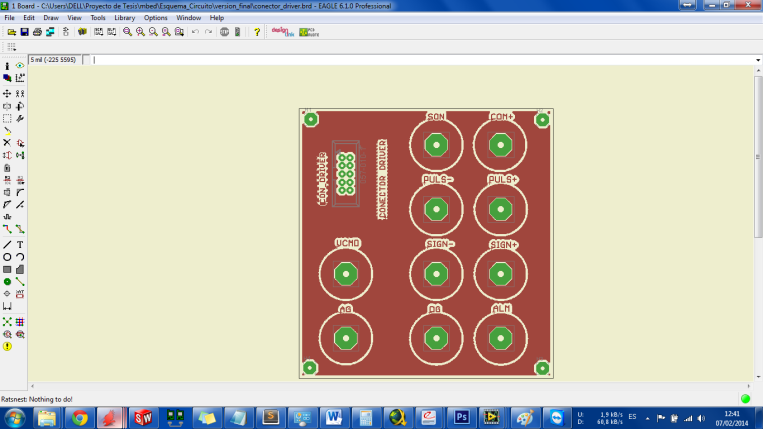 1 Board - C:\Users\DELL\Proyecto de Tesis\mbed\Esquema_Circuito\version_final\conector_driver.brd - EAGLE 6.1.0 Professional
File Edit Draw View Tools Library Options Window Help
5 mil (-225 5595)
SON COM+
CONECTOR DRIVER
PULS- PULS+
VCMD SIGN- SIGN+
AG DG ALM
Ratsnest: Nothing to do!
U: 1,9 kB/s ES 12:41
D: 60,8 kB/s 07/02/2014